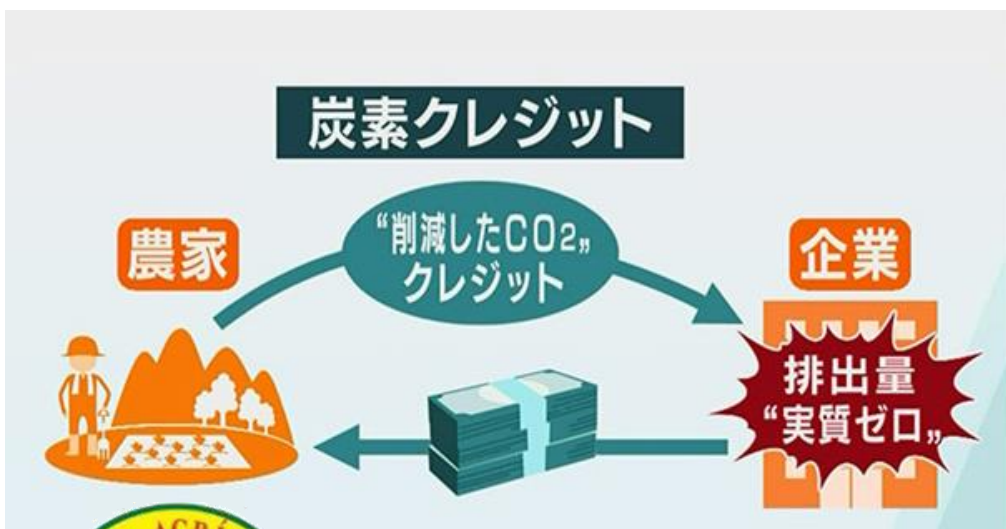 炭素クレジット
農家
“削減したCO2„
クレジット
企業
排出量
“実質ゼロ„